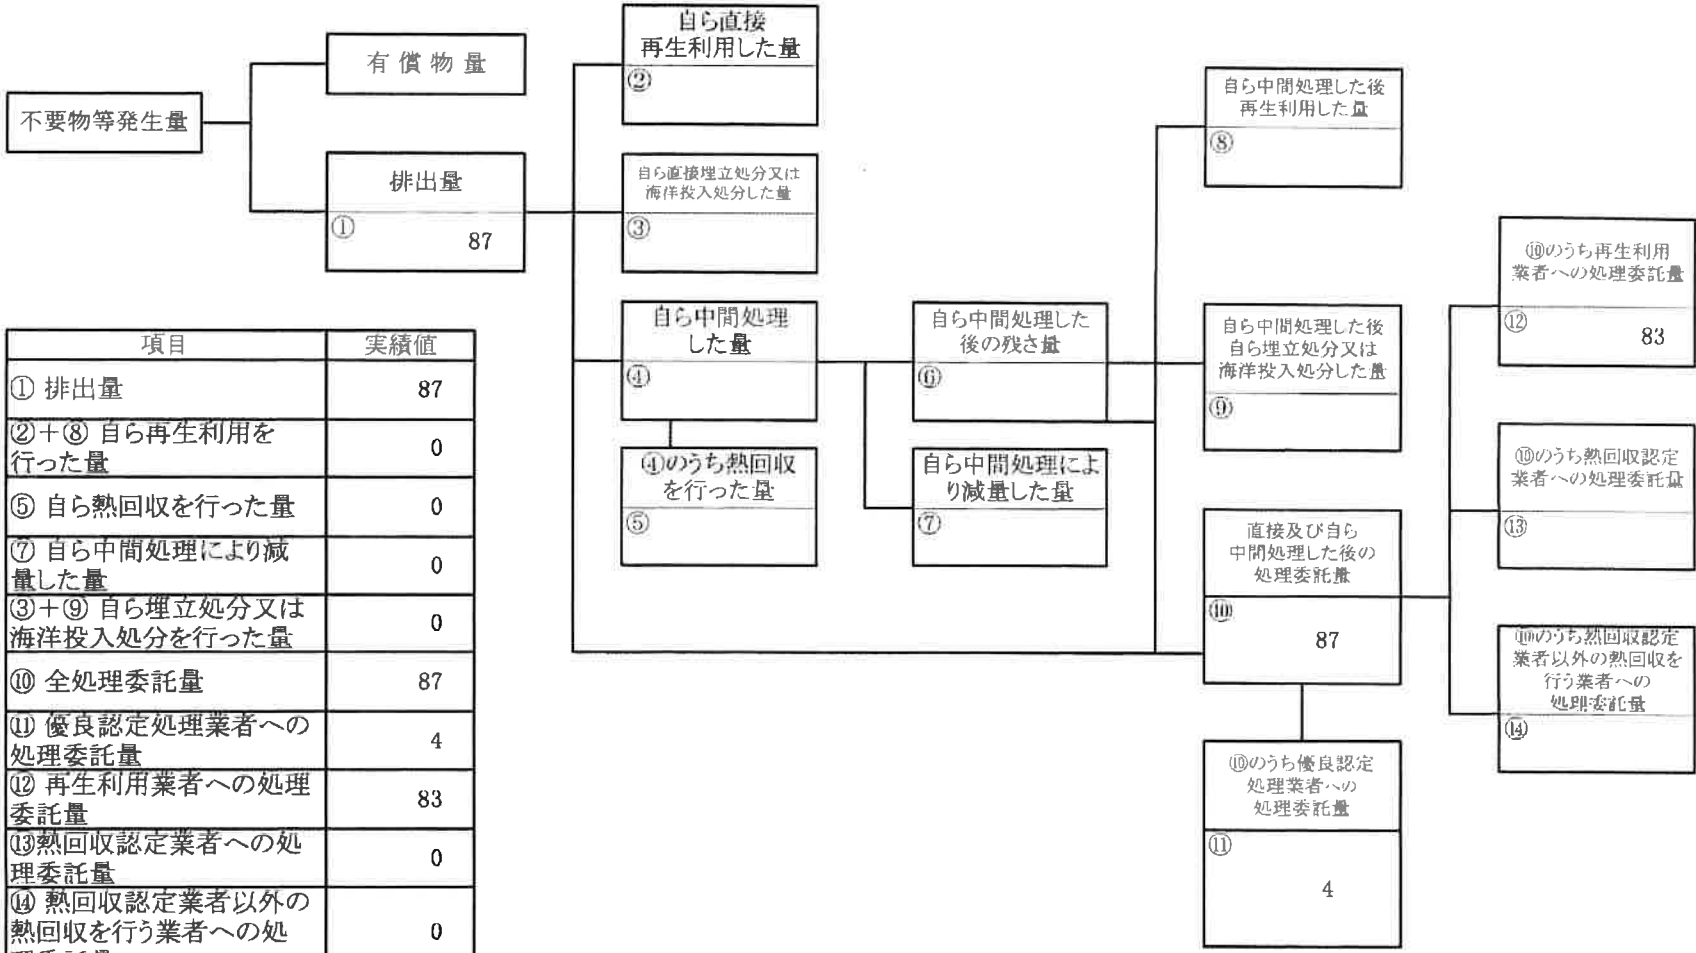 不要物等発生量
有償物量
排出量
①
87
自ら直接
再生利用した量
②
自ら直接埋立処分又は
海洋投入処分した量
③
自ら中間処理
した量
④
④のうち熱回収
を行った量
⑤
自ら中間処理した
後の残さ量
⑥
自ら中間処理によ
り減量した量
⑦
自ら中間処理した後
再生利用した量
⑧
自ら中間処理した後
自ら埋立処分又は
海洋投入処分した量
⑨
直接及び自ら
中間処理した後の
処理委託量
⑩
87
⑩のうち優良認定
処理業者への
処理委託量
⑪
4
⑩のうち再生利用
業者への処理委託量
⑫
83
⑩のうち熱回収認定
業者への処理委託量
⑬
⑩のうち熱回収認定
業者以外の熱回収を
行う業者への
処理委託量
⑭
項目 実績値
① 排出量 87
②+⑧ 自ら再生利用を
行った量 0
⑤ 自ら熱回収を行った量 0
⑦ 自ら中間処理により減
量した量 0
③+⑨ 自ら埋立処分又は
海洋投入処分を行った量 0
⑩ 全処理委託量 87
⑪ 優良認定処理業者への
処理委託量 4
⑫ 再生利用業者への処理
委託量 83
⑬熱回収認定業者への処
理委託量 0
⑭ 熱回収認定業者以外の
熱回収を行う業者への処 0